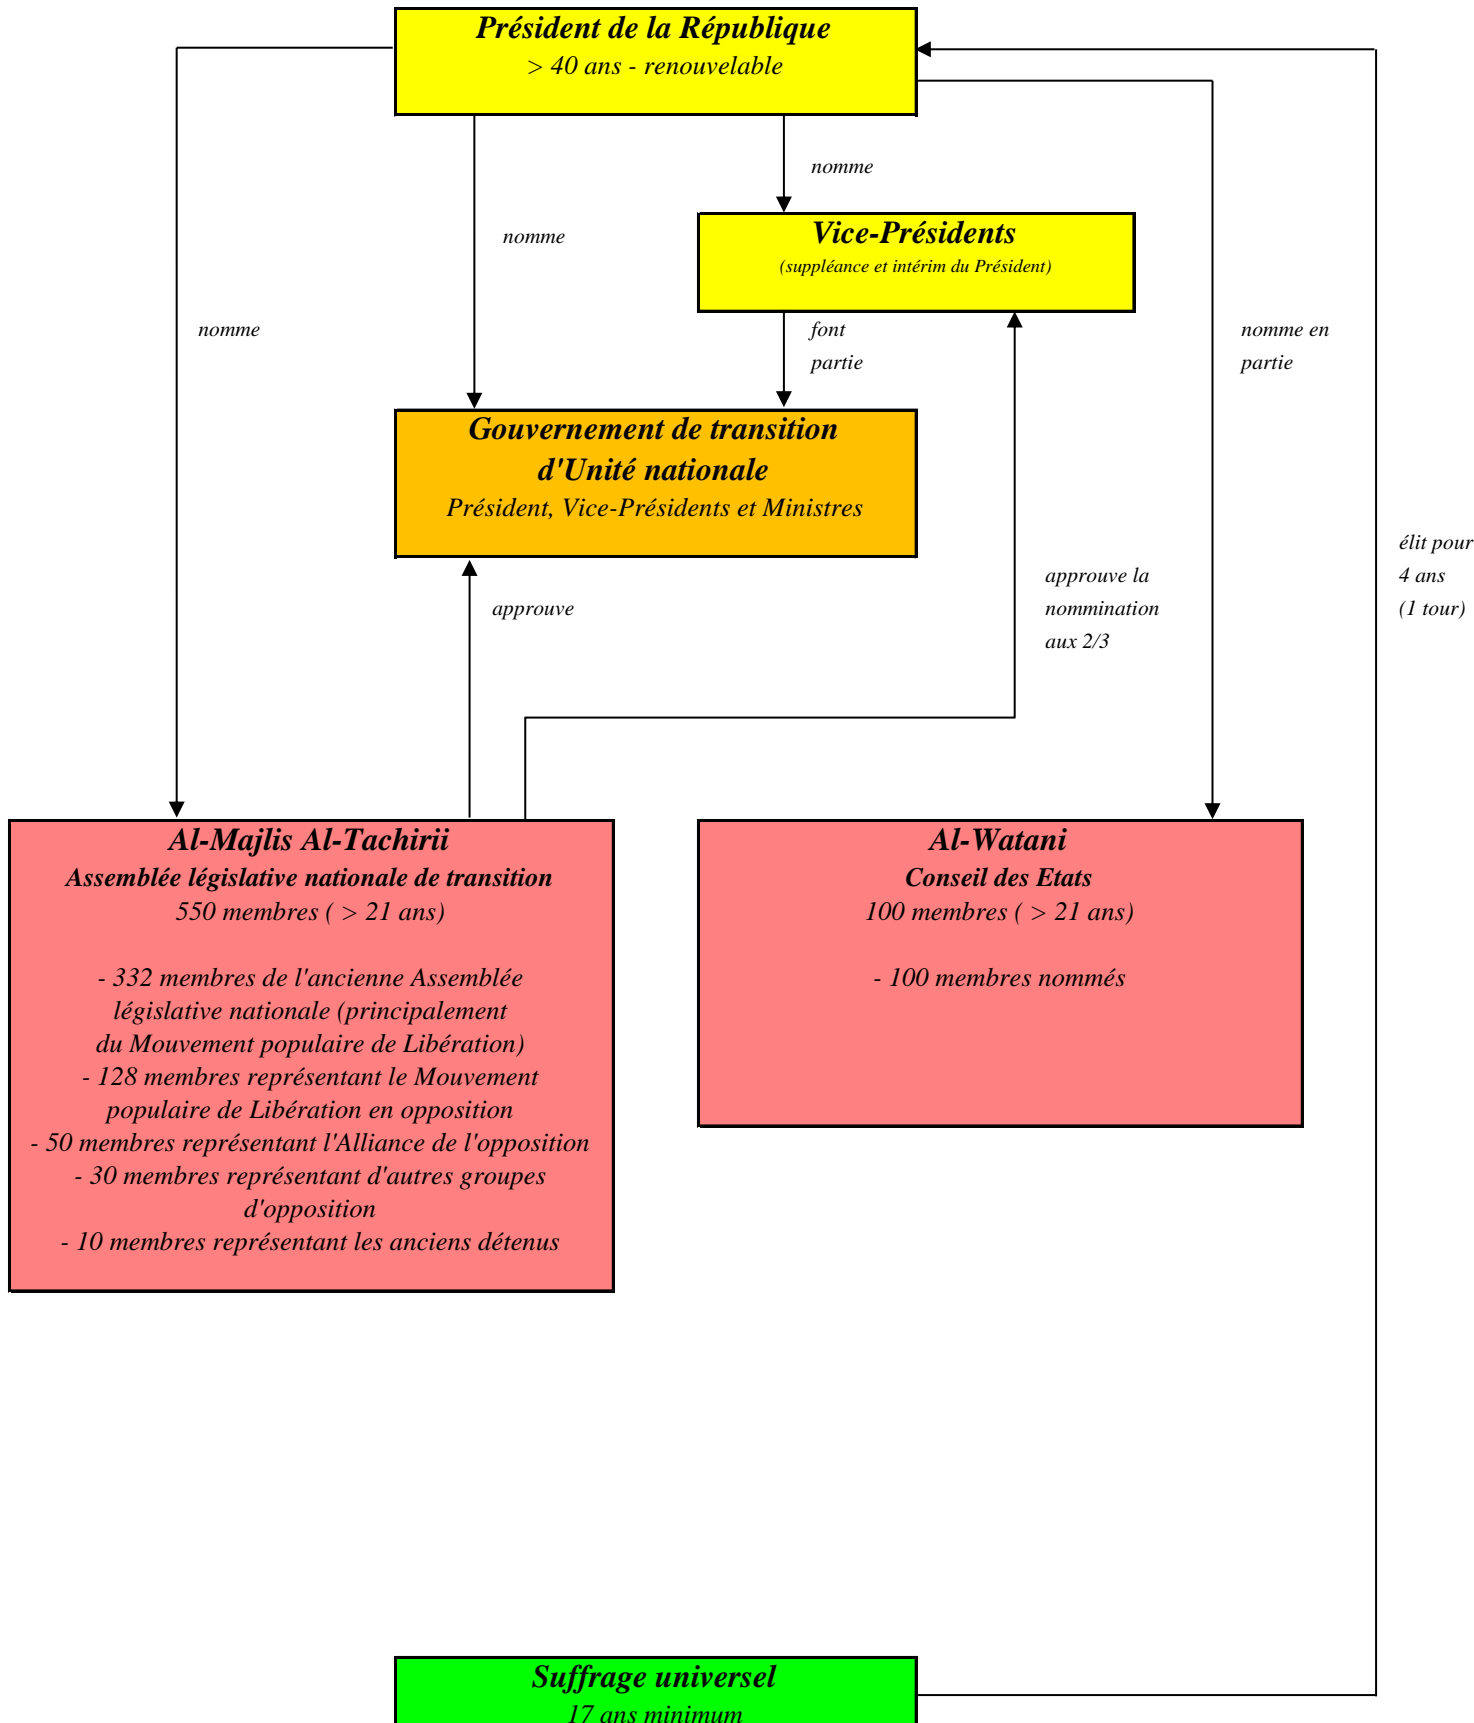 Président de la République
> 40 ans - renouvelable
nomme
Vice-Présidents
(suppléance et intérim du Président)
nomme
nomme
font
partie
nomme en
partie
Gouvernement de transition
d'Unité nationale
Président, Vice-Présidents et Ministres
élit pour
4 ans
(1 tour)
approuve
approuve la
nommination
aux 2/3
Al-Majlis Al-Tachirii
Assemblée législative nationale de transition
550 membres ( > 21 ans)
- 332 membres de l'ancienne Assemblée
législative nationale (principalement
du Mouvement populaire de Libération)
- 128 membres représentant le Mouvement
populaire de Libération en opposition
- 50 membres représentant l'Alliance de l'opposition
- 30 membres représentant d'autres groupes
d'opposition
- 10 membres représentant les anciens détenus
Al-Watani
Conseil des Etats
100 membres ( > 21 ans)
- 100 membres nommés
Suffrage universel
17 ans minimum